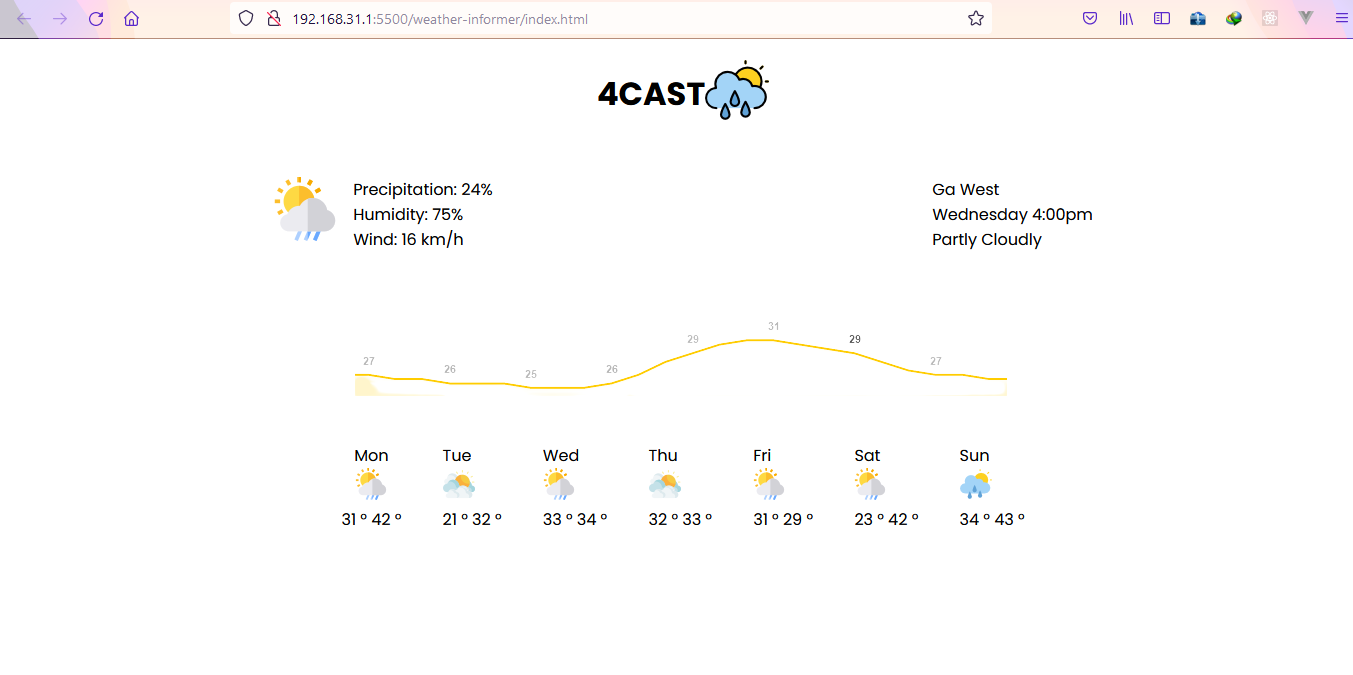 192.168.31.1:5500/weather-informer/index.html
4CAST
Precipitation: 24%
Humidity: 75%
Wind: 16 km/h
Ga West
Wednesday 4:00pm
Partly Cloudly
27 26 25 26 29 31 29 27
Mon Tue Wed Thu Fri Sat Sun
31 º 42 º 21 º 32 º 33 º 34 º 32 º 33 º 31 º 29 º 23 º 42 º 34 º 43 º